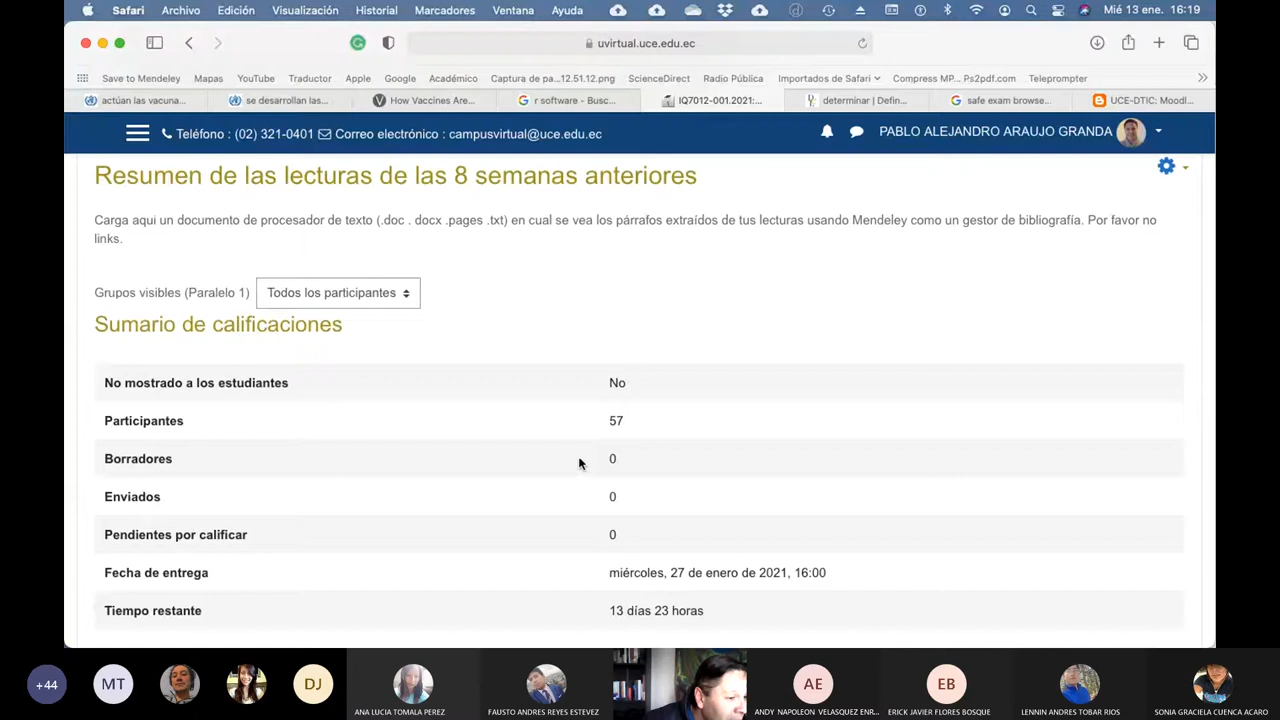 Safari Archivo Edición Visualización Historial Marcadores Ventana Ayuda Mié 13 ene. 16:19
uvirtual.uce.edu.ec
Save to Mendeley Mapas YouTube Traductor Apple Google Académico Captura de pa...12.51.12.png ScienceDirect Radio Pública Importados de Safari Compress MP... Ps2pdf.com Teleprompter
actúan las vacuna... se desarrollan las... How Vaccines Are... r software - Busc... IQ7012-001.2021:... determinar | Defin... safe exam browse... UCE-DTIC: Moodl...
Teléfono : (02) 321-0401 Correo electrónico : campusvirtual@uce.edu.ec PABLO ALEJANDRO ARAUJO GRANDA
Resumen de las lecturas de las 8 semanas anteriores
Carga aqui un documento de procesador de texto (.doc . docx .pages .txt) en cual se vea los párrafos extraídos de tus lecturas usando Mendeley como un gestor de bibliografía. Por favor no
links.
Grupos visibles (Paralelo 1) Todos los participantes
Sumario de calificaciones
No mostrado a los estudiantes No
Participantes 57
Borradores 0
Enviados 0
Pendientes por calificar 0
Fecha de entrega miércoles, 27 de enero de 2021, 16:00
Tiempo restante 13 días 23 horas
+44 MT DJ AE EB
ANA LUCIA TOMALA PEREZ FAUSTO ANDRES REYES ESTEVEZ ANDY NAPOLEON VELASQUEZ ENR... ERICK JAVIER FLORES BOSQUE LENNIN ANDRES TOBAR RIOS SONIA GRACIELA CUENCA ACARO